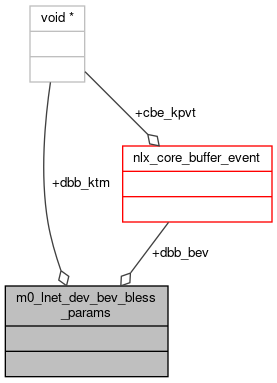 void *
+cbe_kpvt
nlx_core_buffer_event
+dbb_ktm
+dbb_bev
m0_lnet_dev_bev_bless
_params